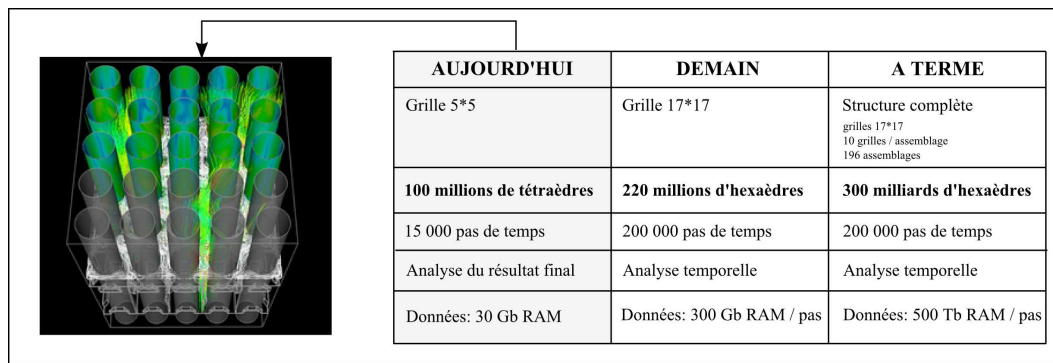 AUJOURD'HUI DEMAIN A TERME
Grille 5*5 Grille 17*17 Structure complète
grilles 17*17
10 grilles / assemblage
196 assemblages
100 millions de tétraèdres 220 millions d'hexaèdres 300 milliards d'hexaèdres
15 000 pas de temps 200 000 pas de temps 200 000 pas de temps
Analyse du résultat final Analyse temporelle Analyse temporelle
Données: 30 Gb RAM Données: 300 Gb RAM / pas Données: 500 Tb RAM / pas